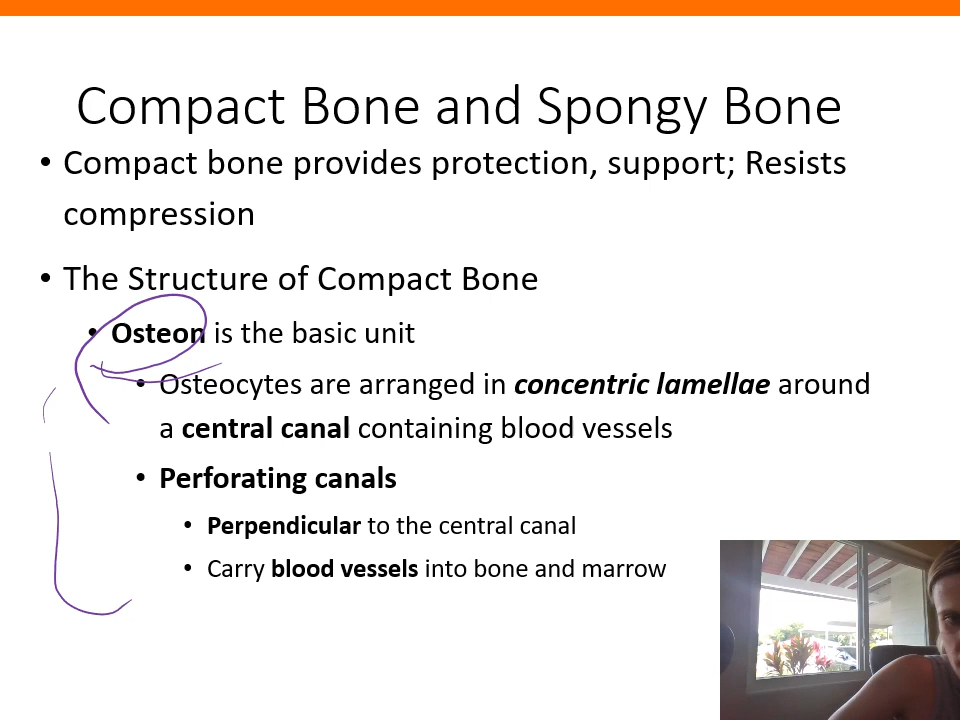 Compact Bone and Spongy Bone
• Compact bone provides protection, support; Resists
compression
• The Structure of Compact Bone
• Osteon is the basic unit
• Osteocytes are arranged in concentric lamellae around
a central canal containing blood vessels
• Perforating canals
• Perpendicular to the central canal
• Carry blood vessels into bone and marrow